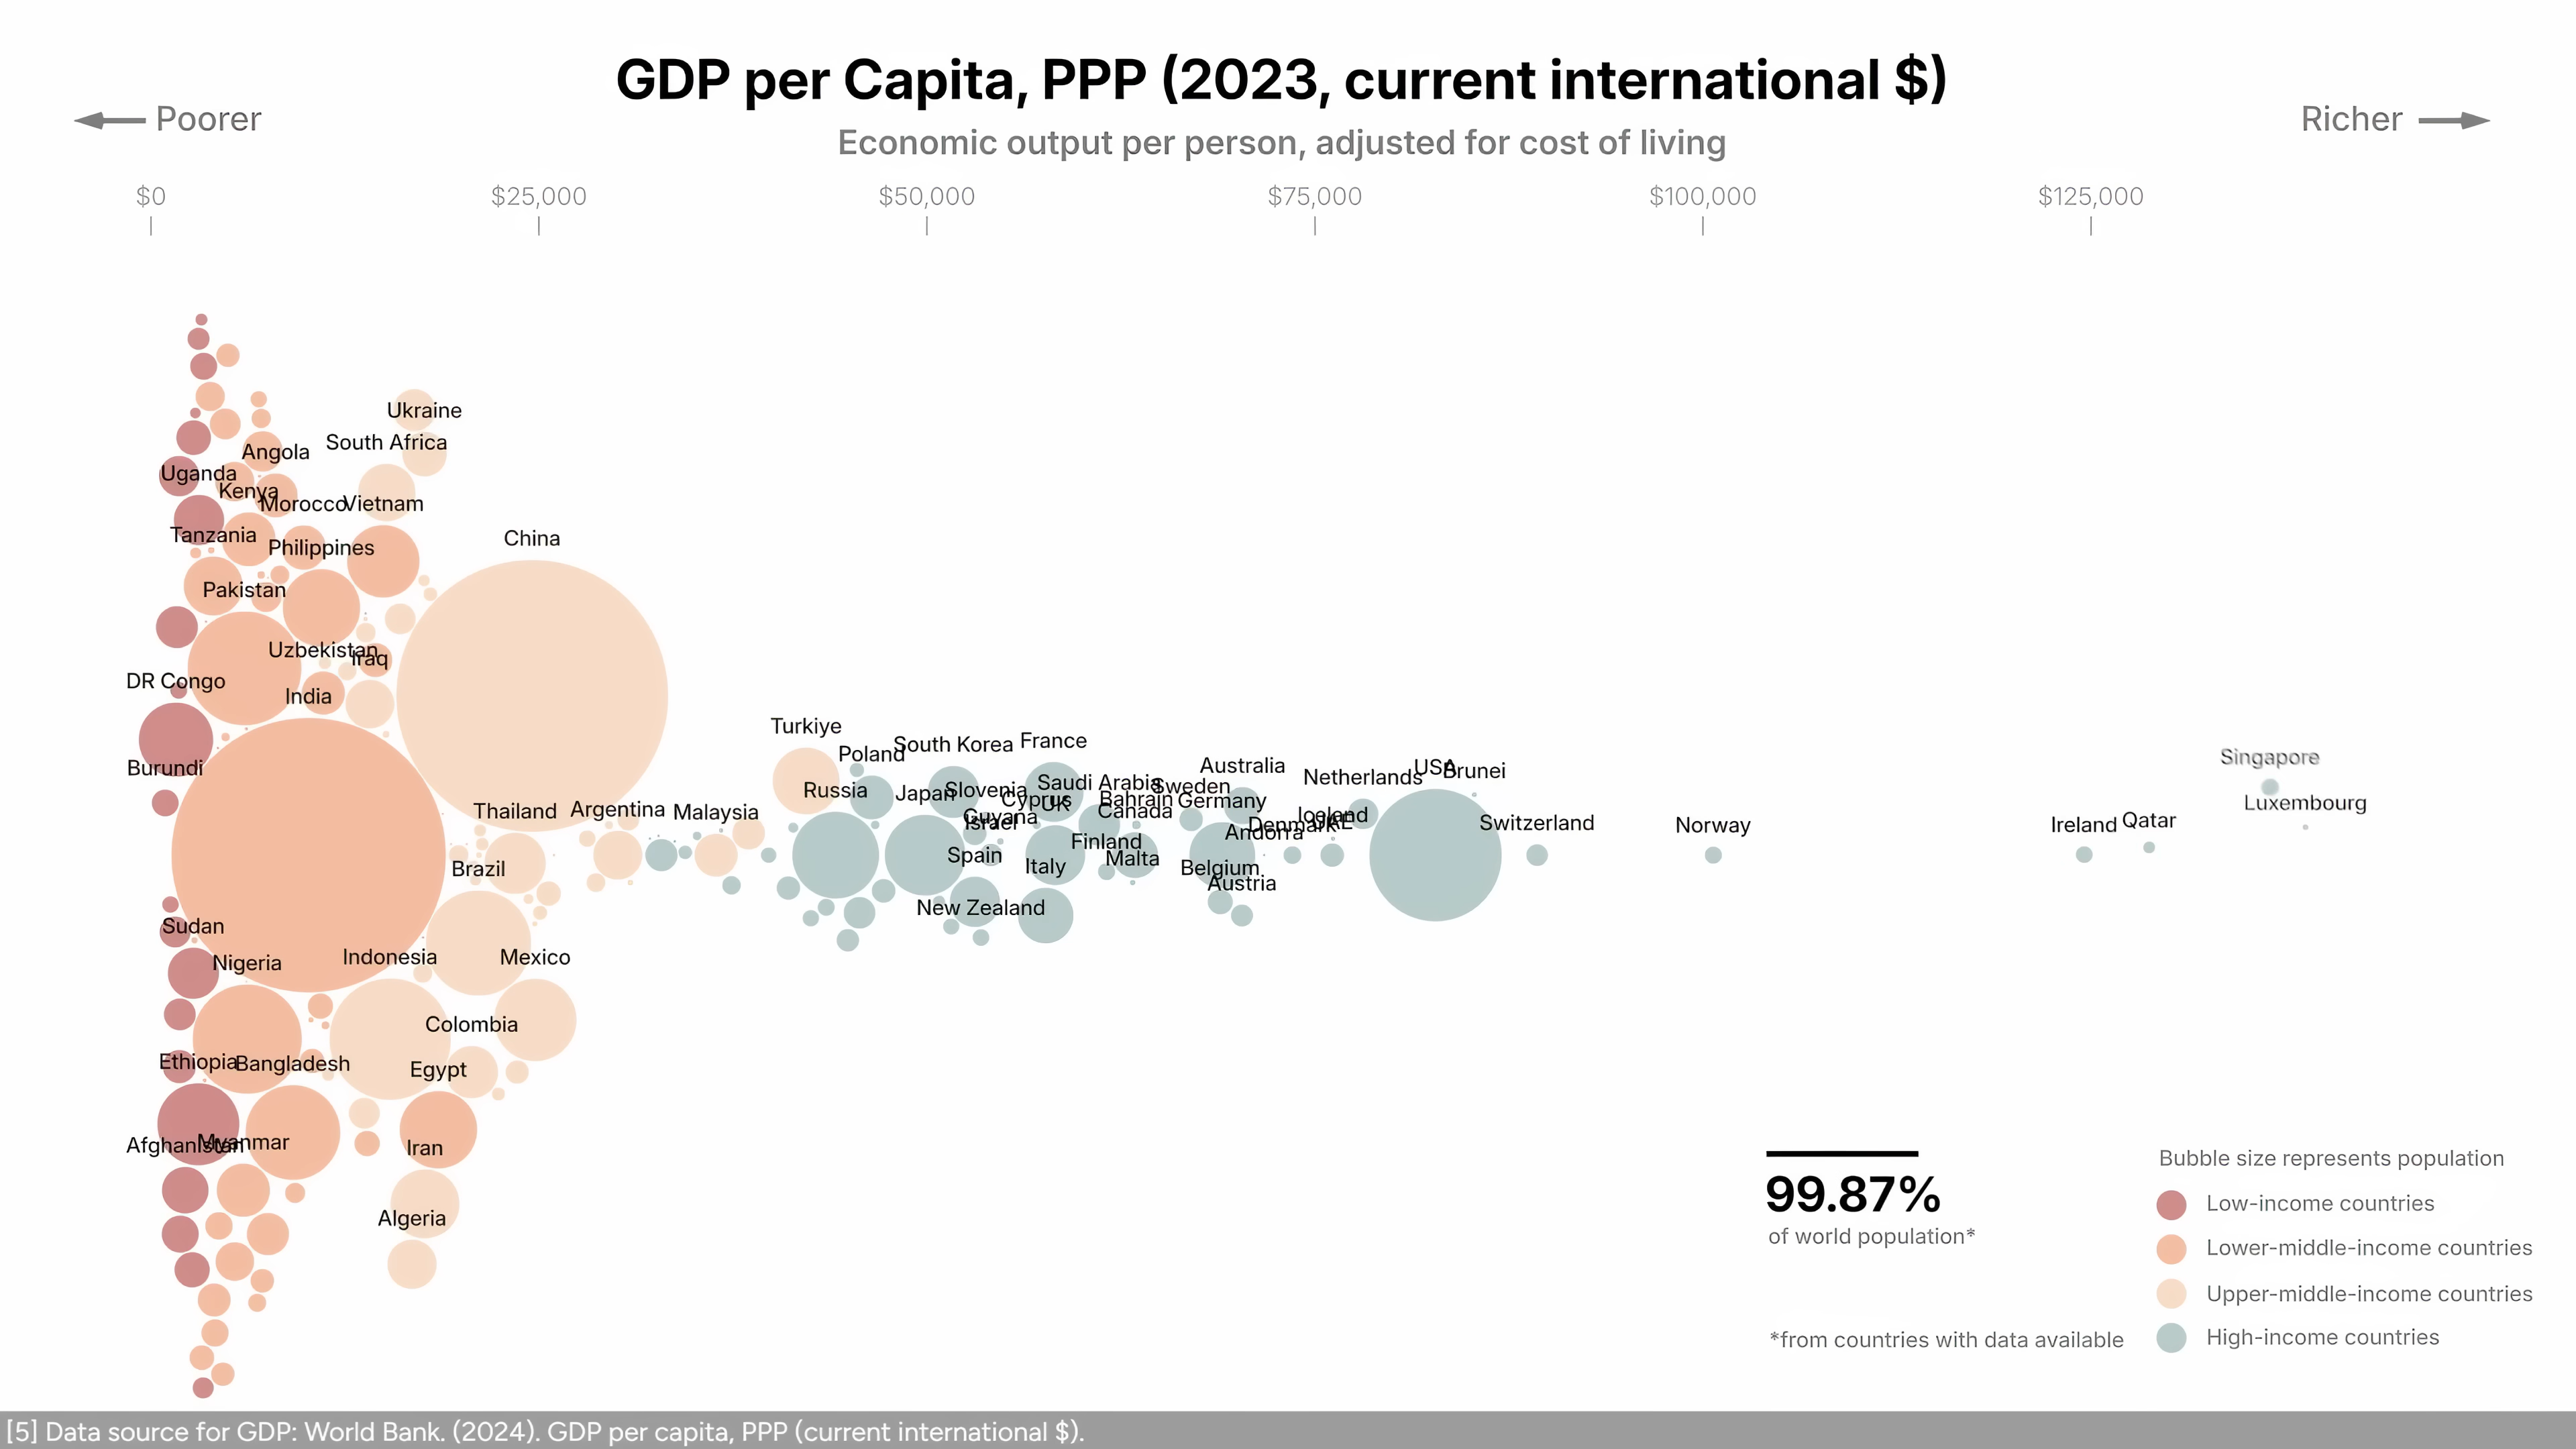 GDP per Capita, PPP (2023, current international $)
Poorer
Richer
Economic output per person, adjusted for cost of living
$0
$25,000
$50,000
$75,000
$100,000
$125,000
Ukraine
South Africa
Angola
Uganda
Kenya
Morocco
Vietnam
Tanzania
China
Philippines
Pakistan
Uzbekistan
Iraq
DR Congo
India
Turkiye
France
South Korea
Poland
Australia
Singapore
Burundi
USA
Brunei
Netherlands
Saudi Arabia
Sweden
Russia
Japan
Slovenia
Cyprus
UK
Bahrain
Germany
Luxembourg
Thailand
Argentina
Malaysia
Guyana
Israel
Canada
Iceland
Denmark
UAE
Switzerland
Norway
Ireland
Qatar
Andorra
Finland
Spain
Malta
Italy
Brazil
Belgium
Austria
New Zealand
Sudan
Nigeria
Indonesia
Mexico
Colombia
Ethiopia
Bangladesh
Egypt
Afghanistan
Myanmar
Iran
Algeria
99.87%
of world population*
*from countries with data available
Bubble size represents population
Low-income countries
Lower-middle-income countries
Upper-middle-income countries
High-income countries
[5] Data source for GDP: World Bank. (2024). GDP per capita, PPP (current international $).